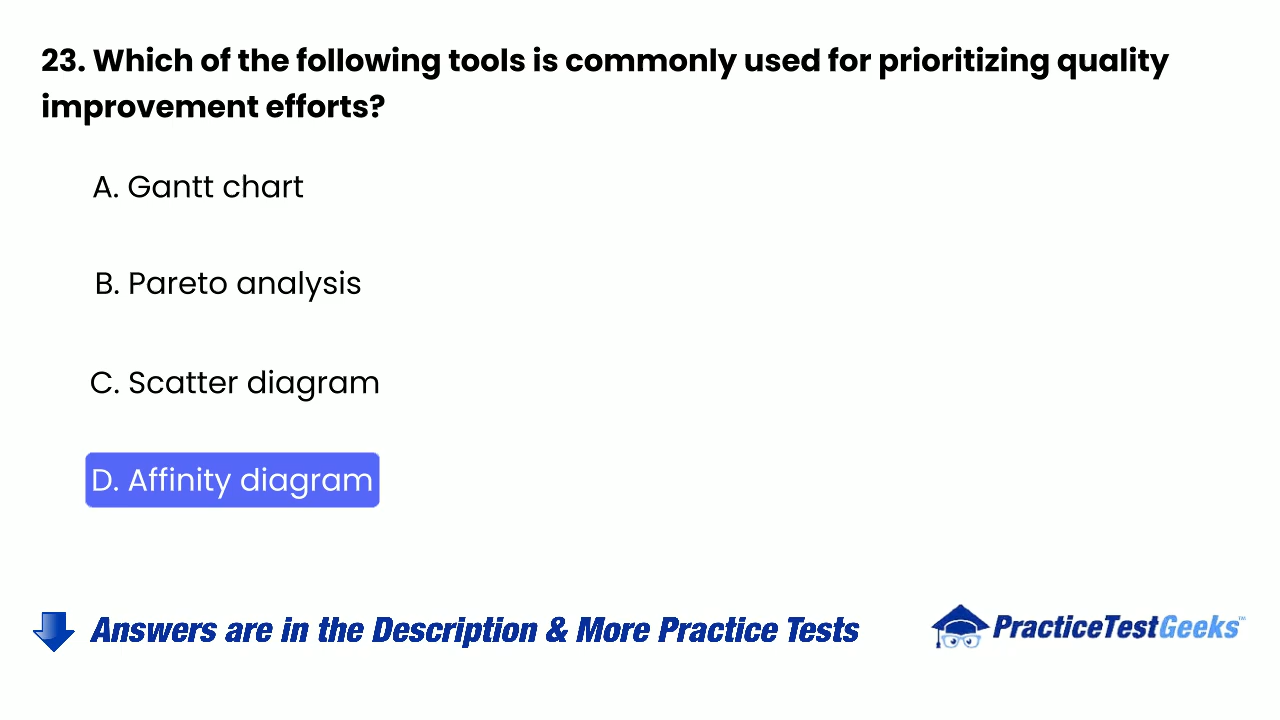 23. Which of the following tools is commonly used for prioritizing quality
improvement efforts?
A. Gantt chart
B. Pareto analysis
C. Scatter diagram
D. Affinity diagram
Answers are in the Description & More Practice Tests
PracticeTestGeeks™